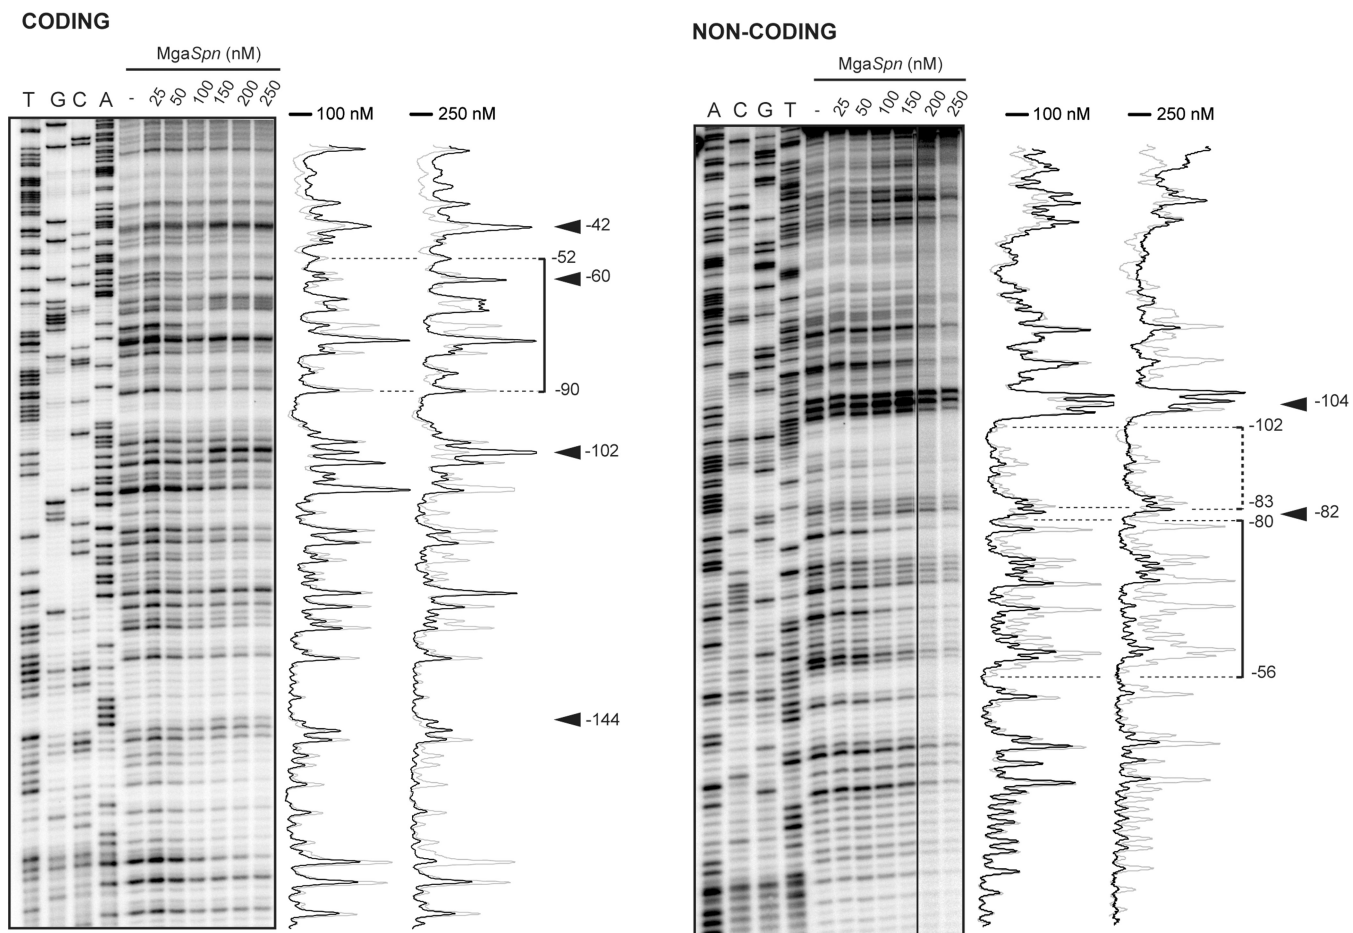 CODING
MgaSpn (nM)
T G C A - 25 50 100 150 200 250
100 nM
250 nM
-42
-52
-60
-90
-102
-144
NON-CODING
MgaSpn (nM)
A C G T - 25 50 100 150 200 250
100 nM
250 nM
-104
-102
-83
-82
-80
-56